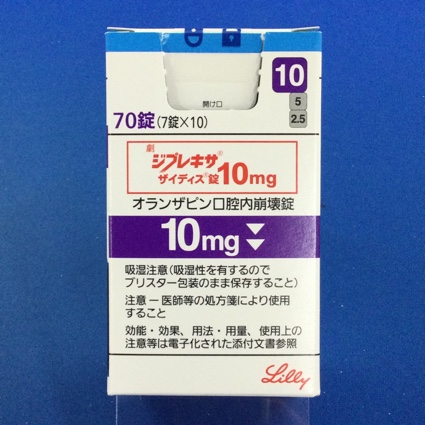 開け口
10
5
2.5
70錠(7錠×10)
劇
ジプレキサ®
ザイディス®錠10mg
オランザピン口腔内崩壊錠
10mg
吸湿注意(吸湿性を有するので
ブリスター包装のまま保存すること)
注意－医師等の処方箋により使用
すること
効能・効果、用法・用量、使用上の
注意等は電子化された添付文書参照
Lilly